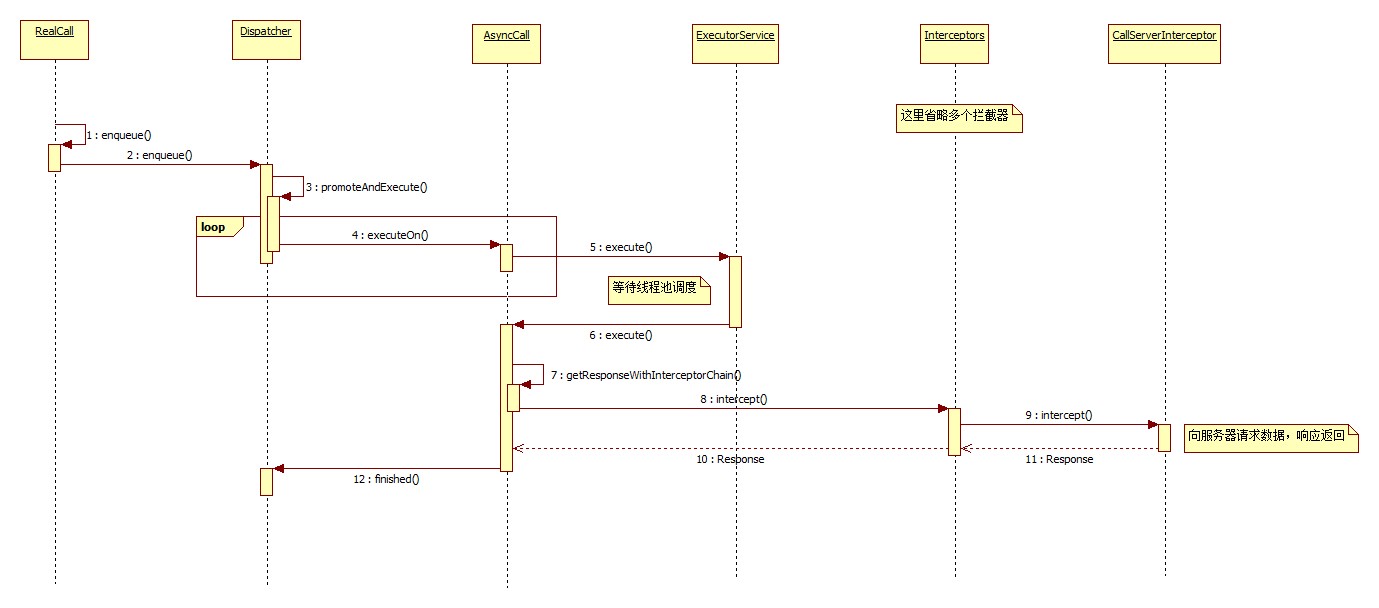 RealCall
Dispatcher
AsyncCall
ExecutorService
Interceptors
CallServerInterceptor
这里省略多个拦截器
1 : enqueue()
2 : enqueue()
3 : promoteAndExecute()
loop
4 : executeOn()
5 : execute()
等待线程池调度
6 : execute()
7 : getResponseWithInterceptorChain()
8 : intercept()
9 : intercept()
向服务器请求数据，响应返回
10 : Response
11 : Response
12 : finished()